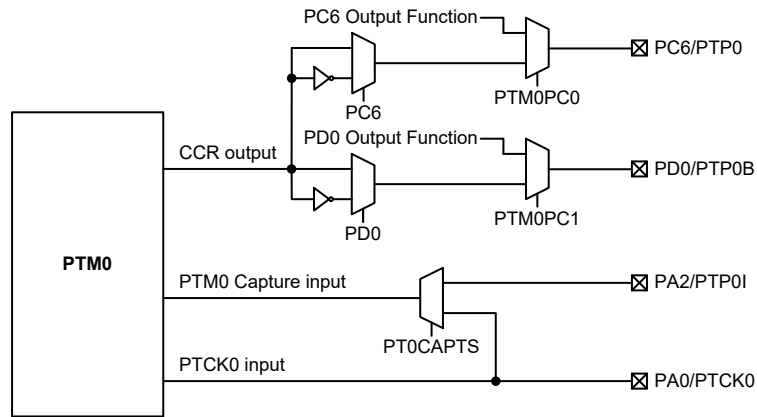 PC6 Output Function
PC6/PTP0
PC6
PTM0PC0
PD0 Output Function
CCR output
PD0/PTP0B
PD0
PTM0PC1
PTM0
PTM0 Capture input
PA2/PTP0I
PT0CAPTS
PTCK0 input
PA0/PTCK0